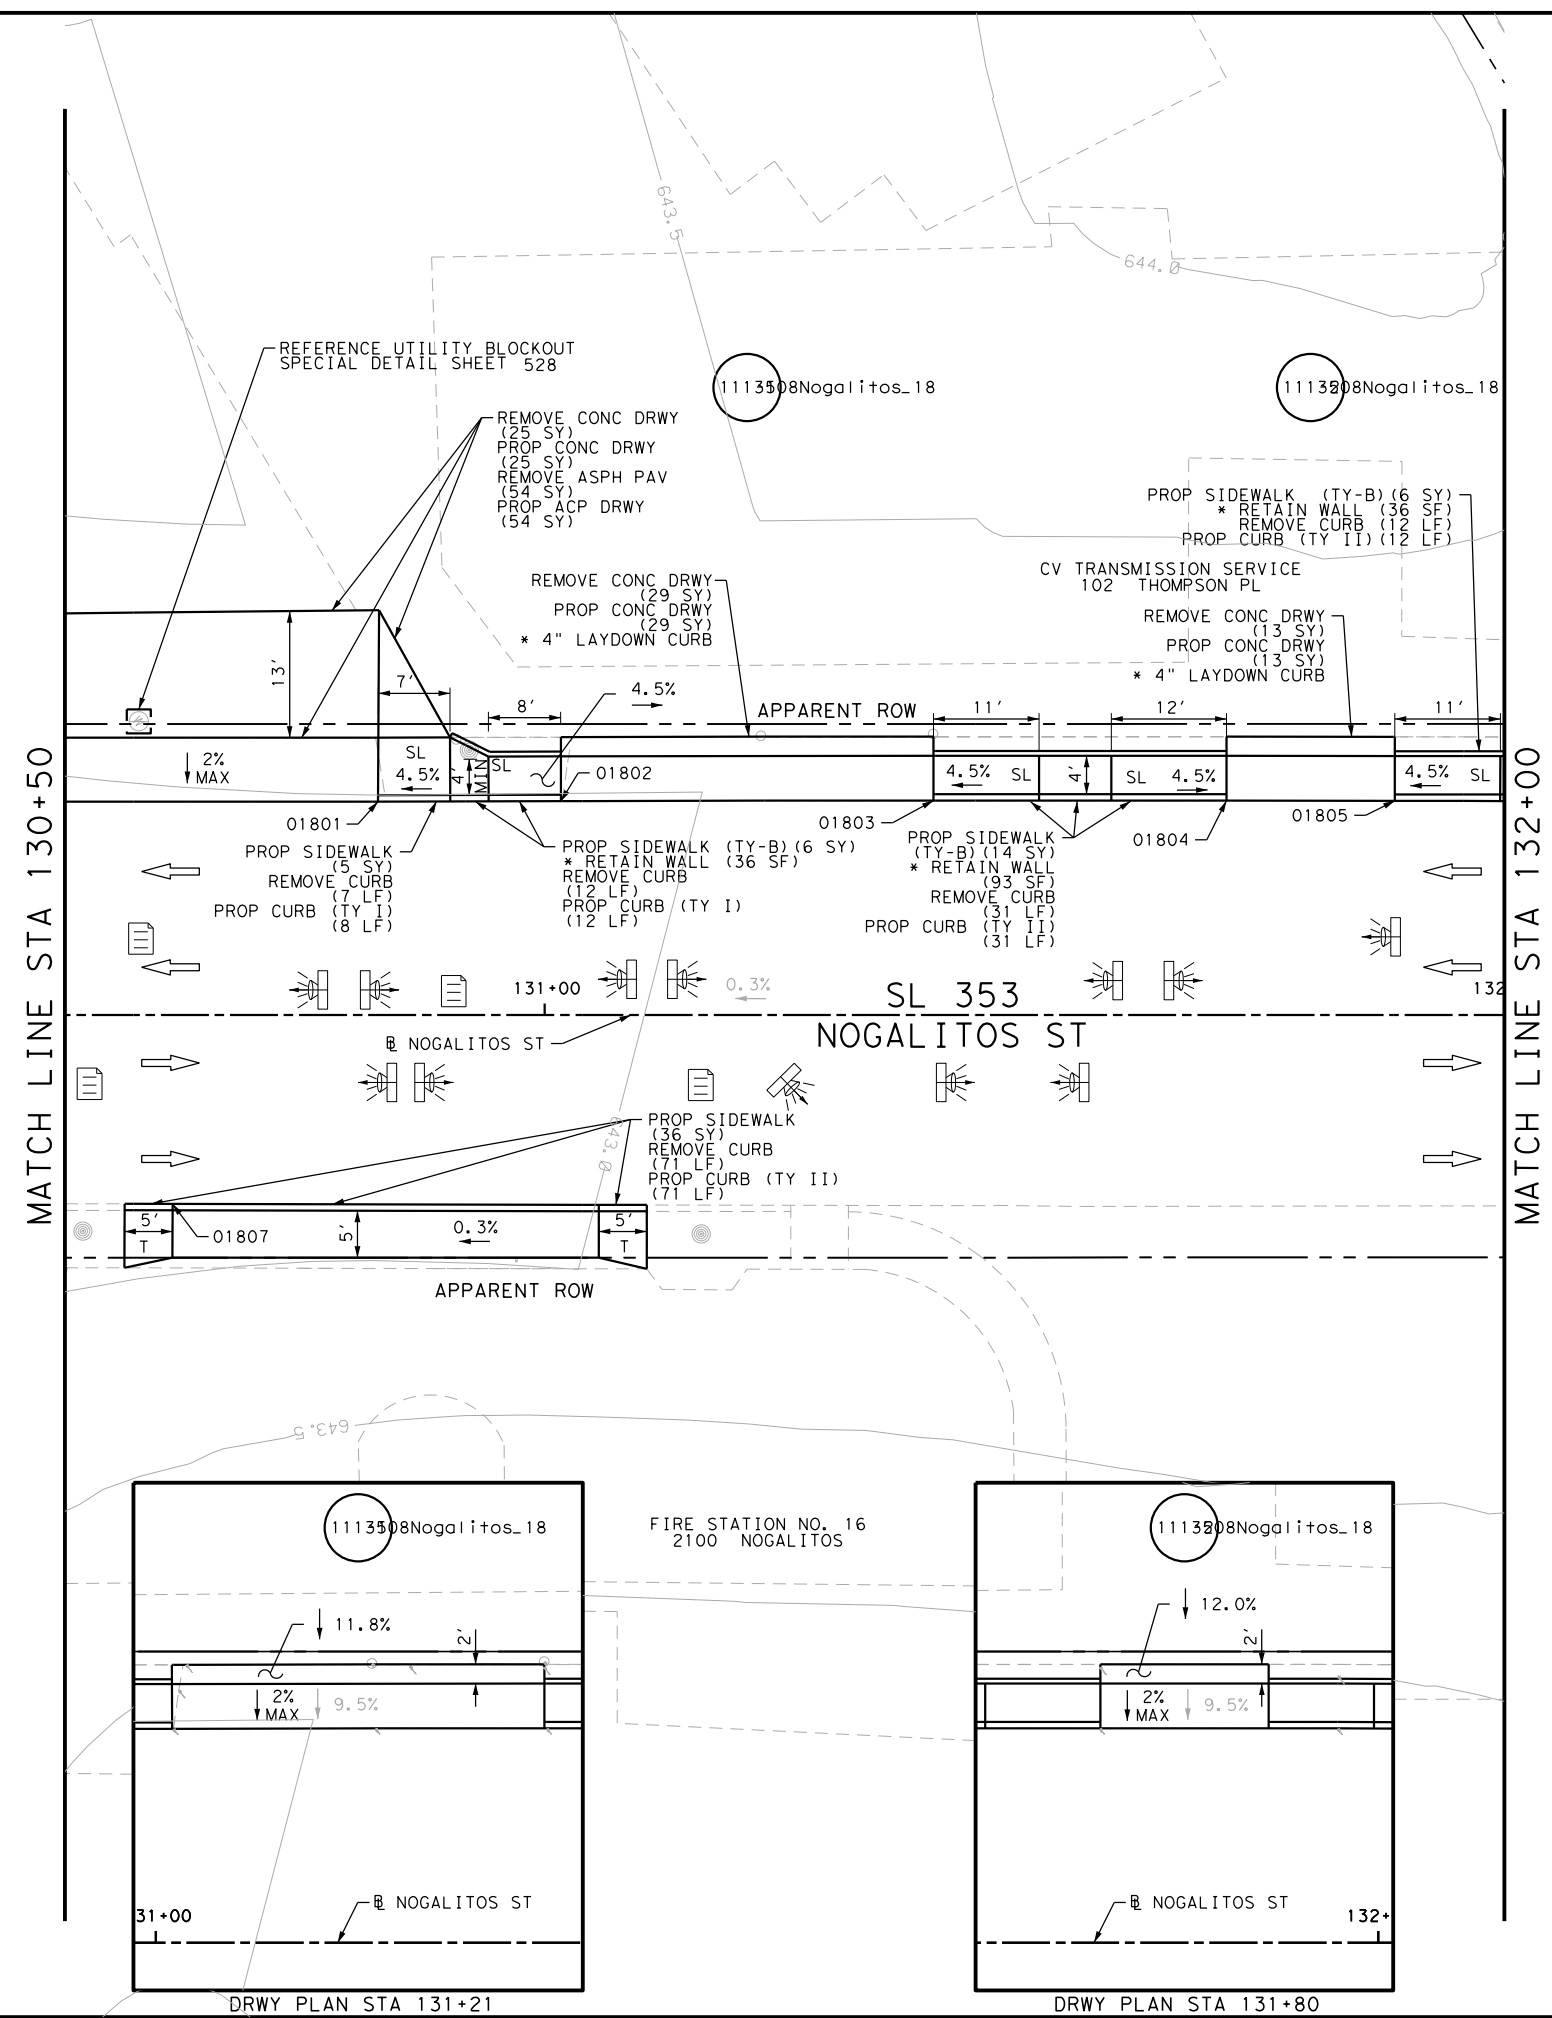 643.5
644.0
REFERENCE UTILITY BLOCKOUT
SPECIAL DETAIL SHEET 528
08Nogalitos_18
08Nogalitos_18
REMOVE CONC DRWY
(25 SY)
PROP CONC DRWY
(25 SY)
REMOVE ASPH PAV
(54 SY)
PROP ACP DRWY
(54 SY)
PROP SIDEWALK (TY-B)(6 SY)
* RETAIN WALL (36 SF)
REMOVE CURB (12 LF)
PROP CURB (TY II)(12 LF)
CV TRANSMISSION SERVICE
102 THOMPSON PL
REMOVE CONC DRWY
(29 SY)
PROP CONC DRWY
(29 SY)
* 4" LAYDOWN CURB
REMOVE CONC DRWY
(13 SY)
PROP CONC DRWY
(13 SY)
* 4" LAYDOWN CURB
13'
7'
8'
4.5%
APPARENT ROW
11'
12'
11'
2%
MAX
SL
4.5%
4'
MIN
SL
01802
4.5% SL
4'
SL 4.5%
4.5% SL
01801
01803
01804
01805
PROP SIDEWALK
(5 SY)
REMOVE CURB
(7 LF)
PROP CURB (TY I)
(8 LF)
PROP SIDEWALK (TY-B)(6 SY)
* RETAIN WALL (36 SF)
REMOVE CURB
(12 LF)
PROP CURB (TY I)
(12 LF)
PROP SIDEWALK
(TY-B)(14 SY)
* RETAIN WALL
(93 SF)
REMOVE CURB
(31 LF)
PROP CURB (TY II)
(31 LF)
MATCH LINE STA 130+50
MATCH LINE STA 132+00
131+00
0.3%
SL 353
132
NOGALITOS ST
℄ NOGALITOS ST
643.0
PROP SIDEWALK
(36 SY)
REMOVE CURB
(71 LF)
PROP CURB (TY II)
(71 LF)
5'
T
01807
5'
0.3%
5'
T
APPARENT ROW
643.5
08Nogalitos_18
FIRE STATION NO. 16
2100 NOGALITOS
08Nogalitos_18
11.8%
2'
2%
MAX
9.5%
12.0%
2'
2%
MAX
9.5%
℄ NOGALITOS ST
31+00
℄ NOGALITOS ST
132+
DRWY PLAN STA 131+21
DRWY PLAN STA 131+80